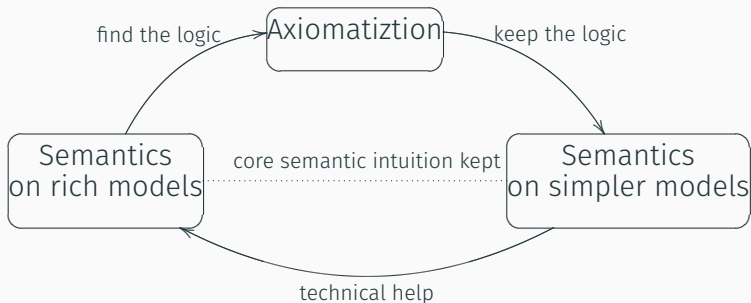 Axiomatiztion
find the logic
keep the logic
Semantics
on rich models
core semantic intuition kept
Semantics
on simpler models
technical help